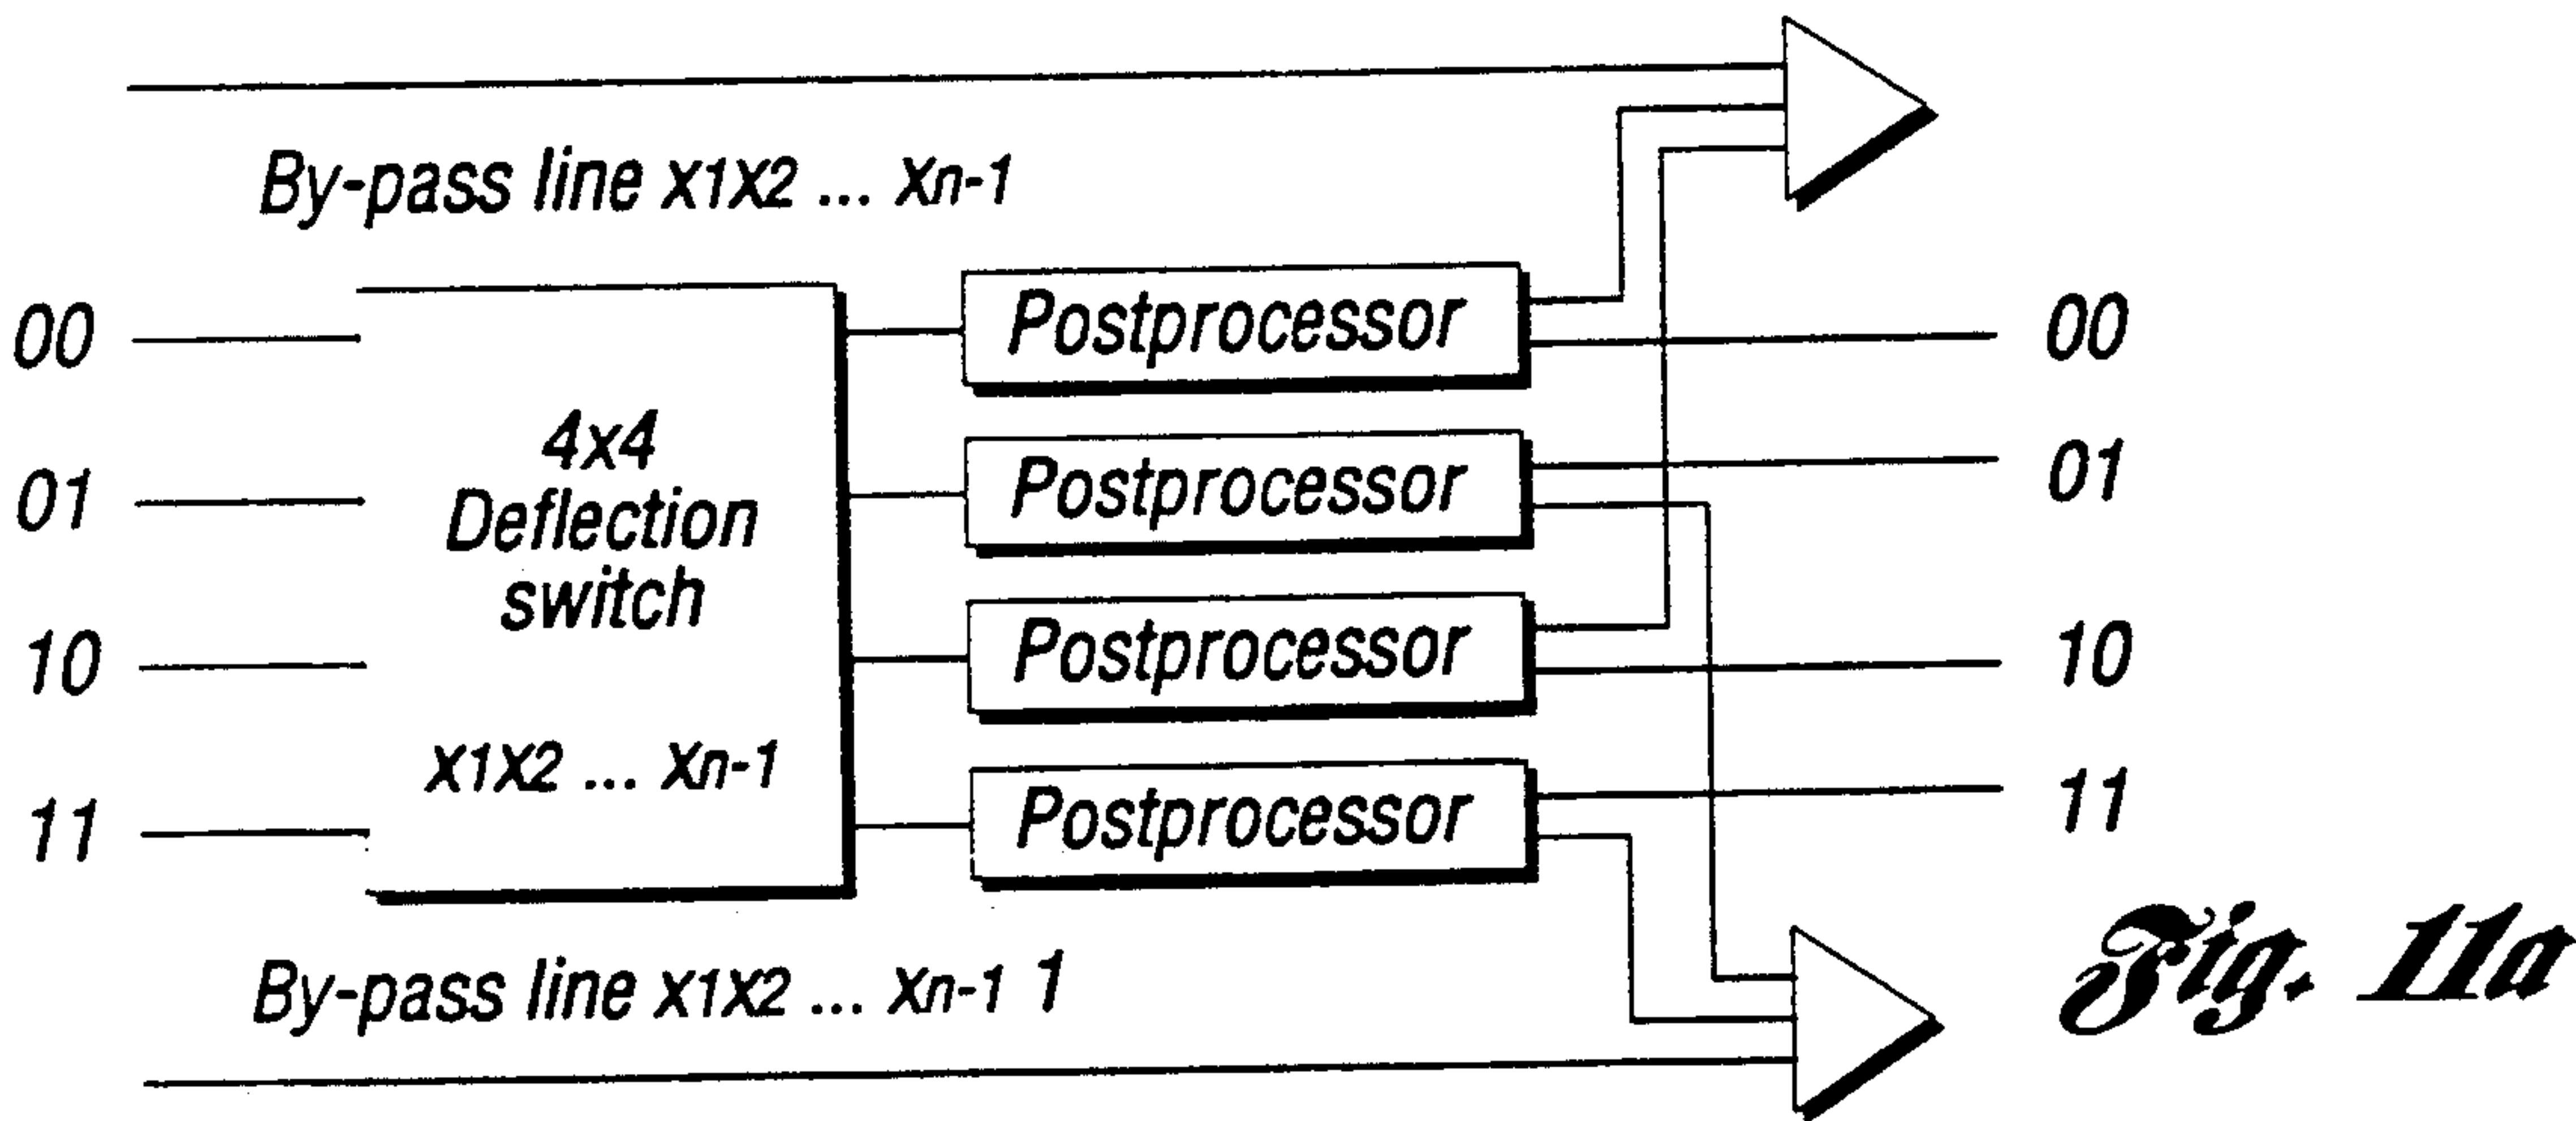 By-pass line x1x2 ... xn-1
00
Postprocessor
00
4x4
Deflection
switch
01
Postprocessor
01
10
Postprocessor
10
x1x2 ... xn-1
11
Postprocessor
11
By-pass line x1x2 ... xn-1 1
Fig. 11a